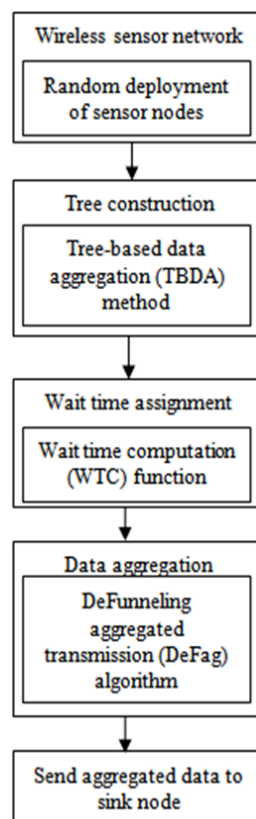 Wireless sensor network
Random deployment
of sensor nodes
Tree construction
Tree-based data
aggregation (TBDA)
method
Wait time assignment
Wait time computation
(WTC) function
Data aggregation
DeFunneling
aggregated
transmission (DeFag)
algorithm
Send aggregated data to
sink node